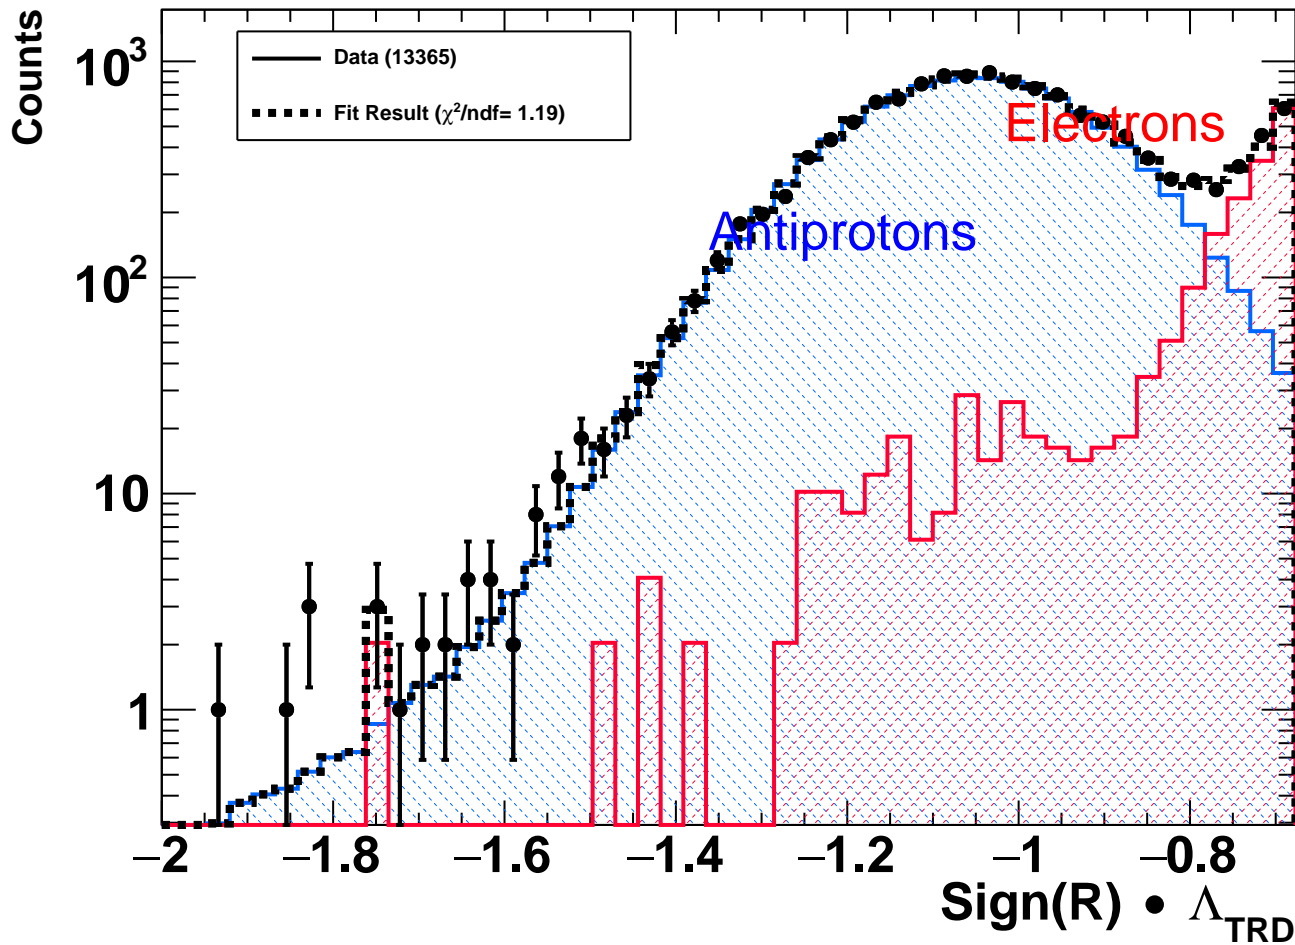 Counts
Data (13365)
Fit Result (χ²/ndf= 1.19)
10³
10²
10
1
Electrons
Antiprotons
−2 −1.8 −1.6 −1.4 −1.2 −1 −0.8
Sign(R) • Λ_TRD